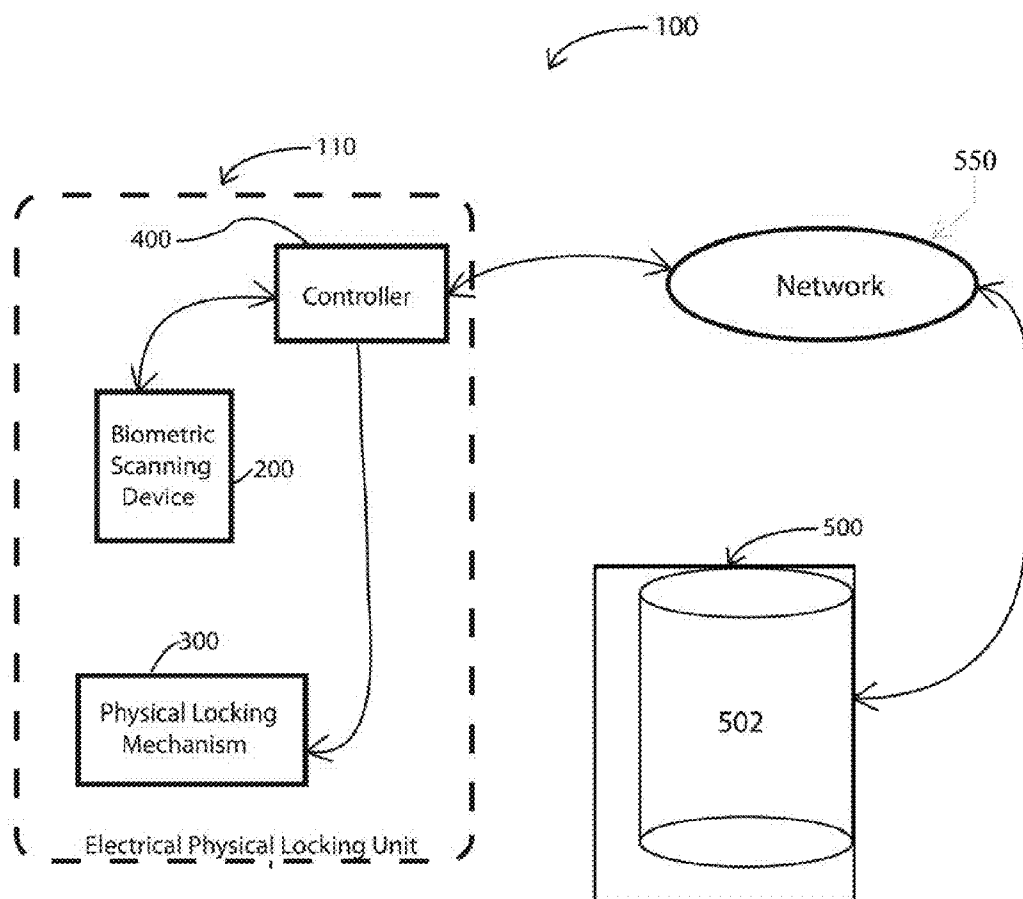 100
110
550
400
Controller
Network
Biometric
Scanning
Device
200
500
300
Physical Locking
Mechanism
502
Electrical Physical Locking Unit